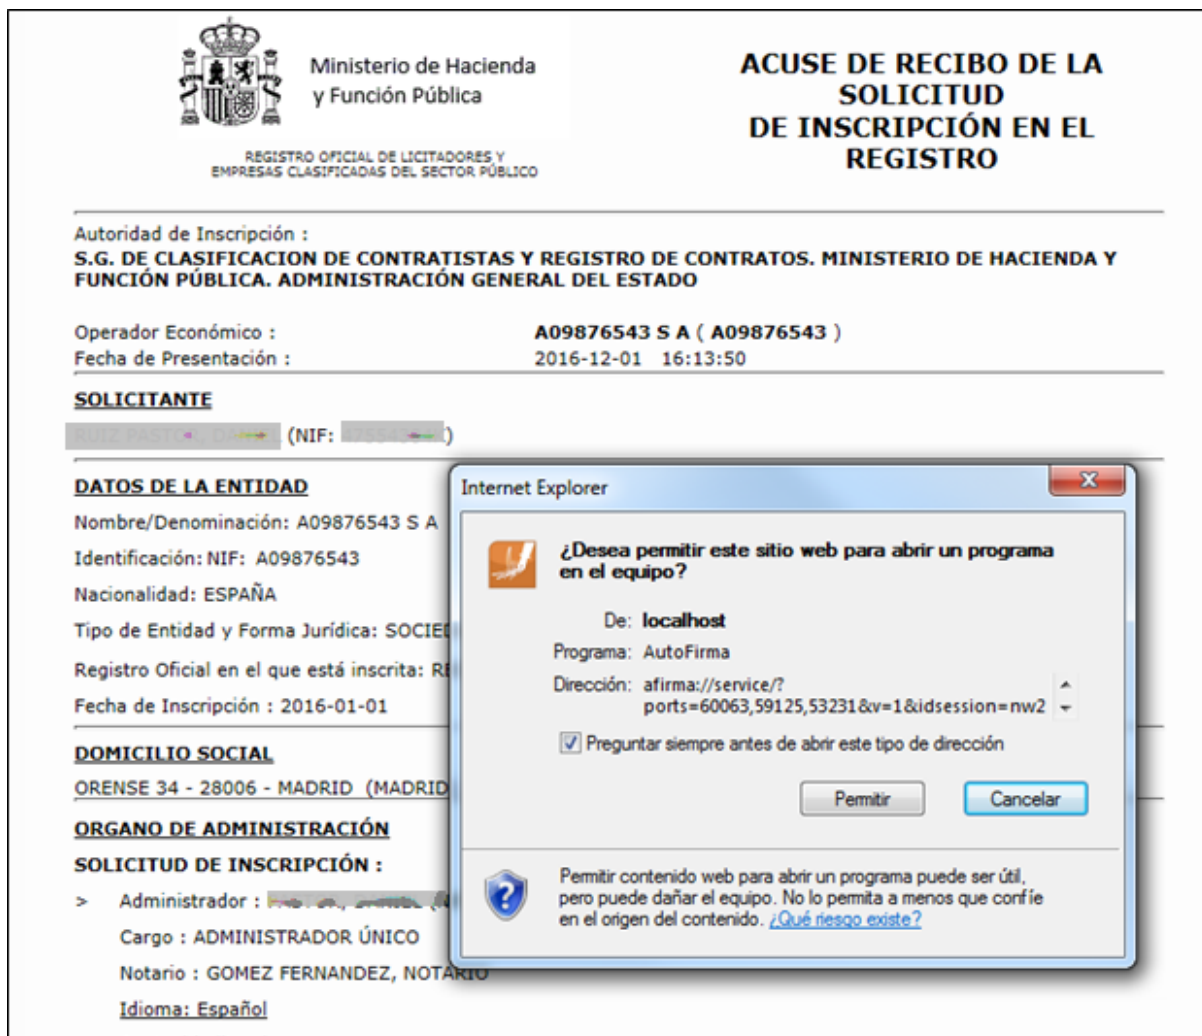 Ministerio de Hacienda
y Función Pública
REGISTRO OFICIAL DE LICITADORES Y
EMPRESAS CLASIFICADAS DEL SECTOR PÚBLICO
ACUSE DE RECIBO DE LA
SOLICITUD
DE INSCRIPCIÓN EN EL
REGISTRO
Autoridad de Inscripción :
S.G. DE CLASIFICACION DE CONTRATISTAS Y REGISTRO DE CONTRATOS. MINISTERIO DE HACIENDA Y
FUNCIÓN PÚBLICA. ADMINISTRACIÓN GENERAL DEL ESTADO
Operador Económico : A09876543 S A ( A09876543 )
Fecha de Presentación : 2016-12-01 16:13:50
SOLICITANTE
(NIF: )
DATOS DE LA ENTIDAD
Nombre/Denominación: A09876543 S A
Identificación: NIF: A09876543
Nacionalidad: ESPAÑA
Tipo de Entidad y Forma Jurídica:
Registro Oficial en el que está inscrita:
Fecha de Inscripción : 2016-01-01
DOMICILIO SOCIAL
ORENSE 34 - 28006 - MADRID (MADRID
ORGANO DE ADMINISTRACIÓN
SOLICITUD DE INSCRIPCIÓN :
> Administrador :
Cargo : ADMINISTRADOR ÚNICO
Notario : GOMEZ FERNANDEZ, NOTARIO
Idioma: Español
Internet Explorer
¿Desea permitir este sitio web para abrir un programa
en el equipo?
De: localhost
Programa: AutoFirma
Dirección: afirma://service/?
ports=60063,59125,53231&v=1&idsession=nw2
Preguntar siempre antes de abrir este tipo de dirección
Permitir
Cancelar
Permitir contenido web para abrir un programa puede ser útil,
pero puede dañar el equipo. No lo permita a menos que confíe
en el origen del contenido. ¿Qué riesgo existe?